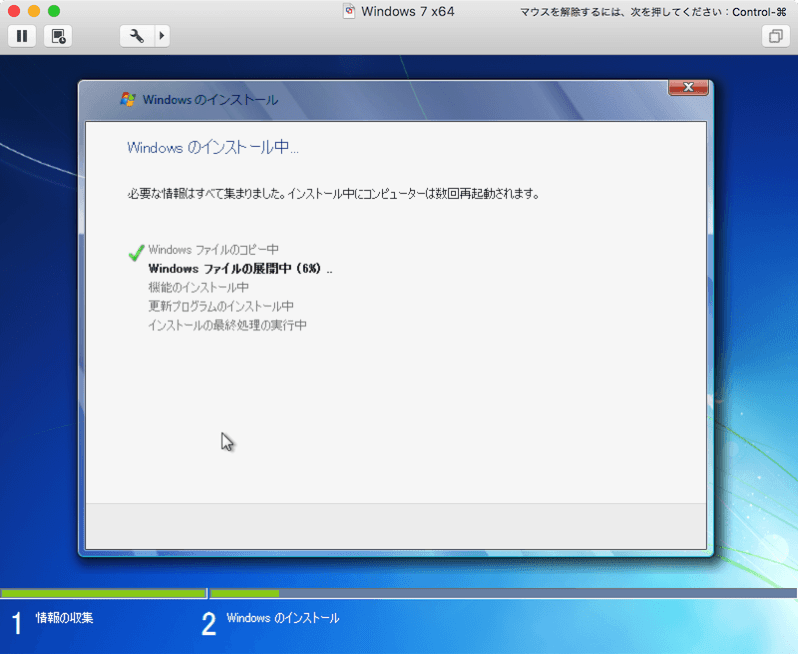 Windows 7 x64
マウスを解除するには、次を押してください：Control-⌘
Windows のインストール
Windows のインストール中...
必要な情報はすべて集まりました。インストール中にコンピューターは数回再起動されます。
Windows ファイルのコピー中
Windows ファイルの展開中 (6%) ..
機能のインストール中
更新プログラムのインストール中
インストールの最終処理の実行中
1 情報の収集
2 Windows のインストール